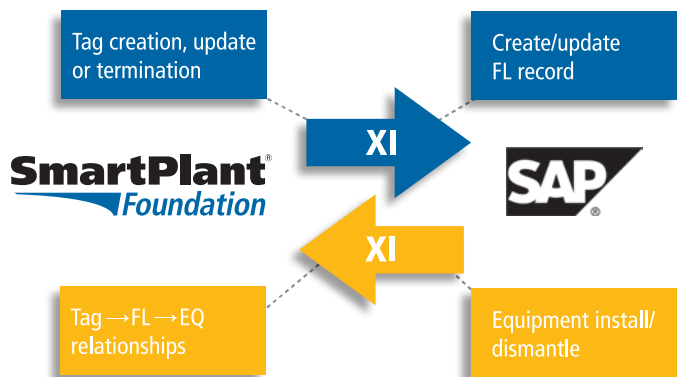 Tag creation, update
or termination
Create/update
FL record
XI
SmartPlant®
Foundation
SAP®
XI
Tag→FL→EQ
relationships
Equipment install/
dismantle